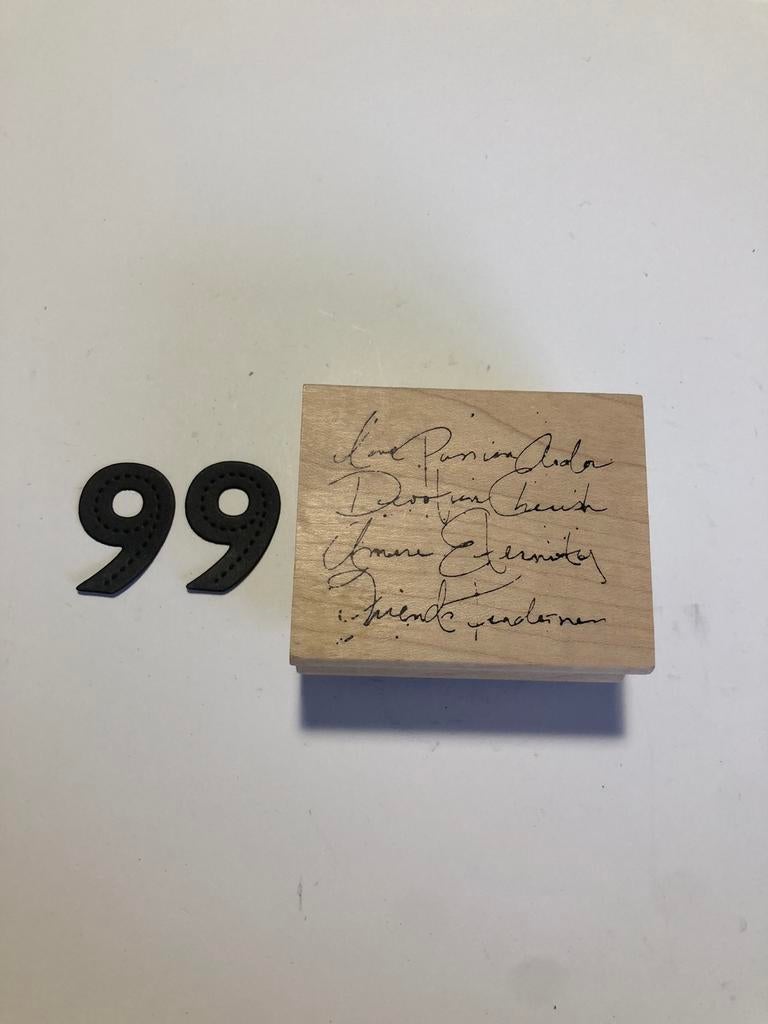 99
Love Passion Ardor
Devotion Cherish
Amore Eternity
Friends Tenderness